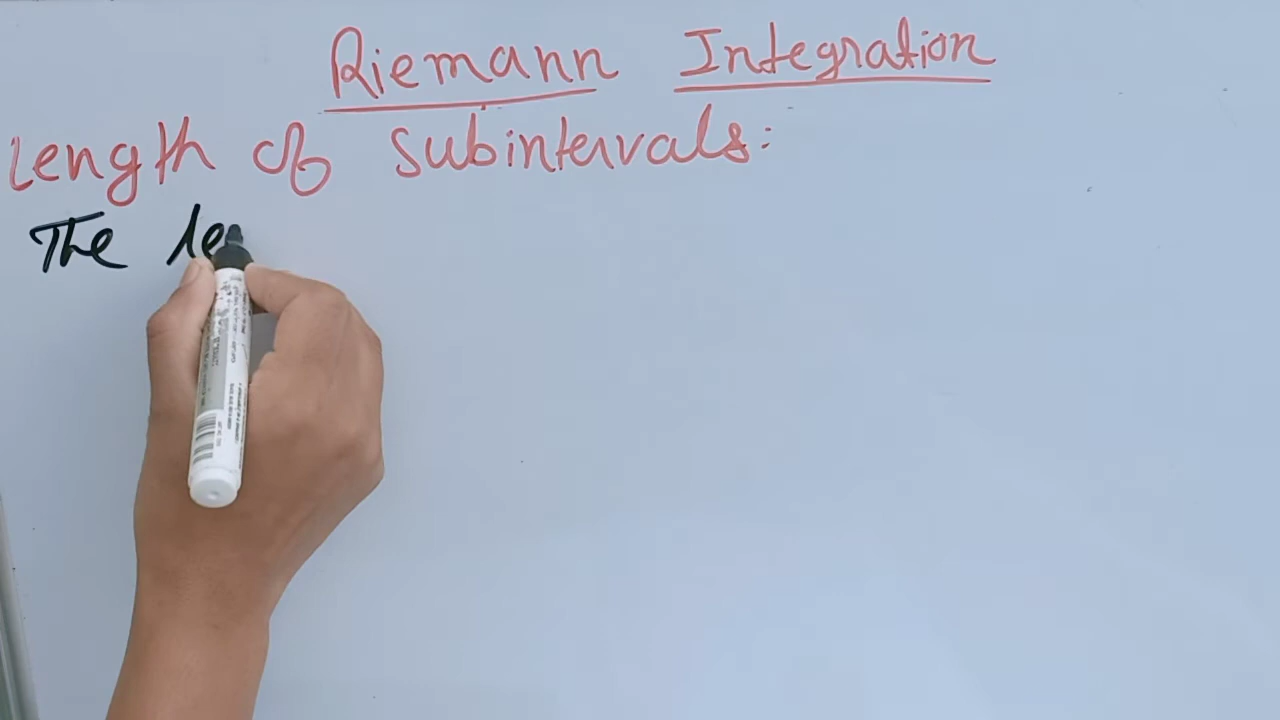 Riemann Integration
Length of Subintervals:
The le